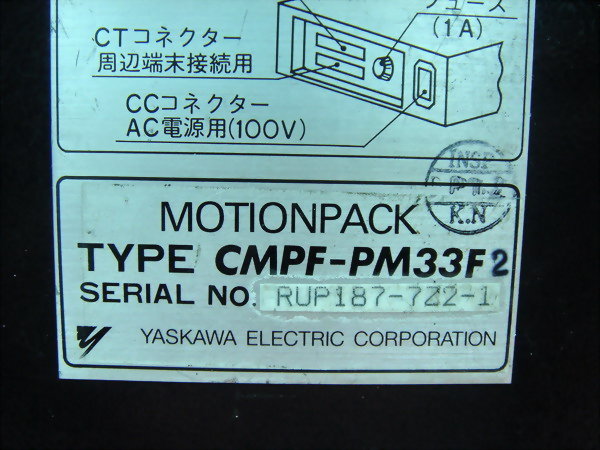 フューズ
(1A)
CTコネクター
周辺端末接続用
CCコネクター
AC電源用(100V)
INSP
K.N
MOTIONPACK
TYPE CMPF-PM33F2
SERIAL NO. RUP187-722-1
YASKAWA ELECTRIC CORPORATION